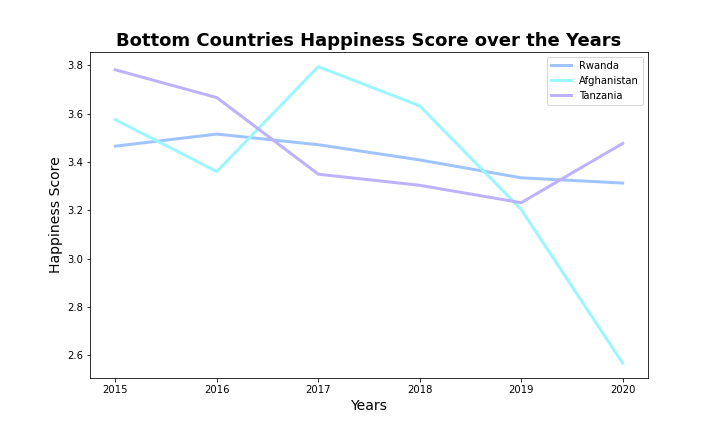 Bottom Countries Happiness Score over the Years
Rwanda
Afghanistan
Tanzania
Happiness Score
3.8
3.6
3.4
3.2
3.0
2.8
2.6
2015 2016 2017 2018 2019 2020
Years